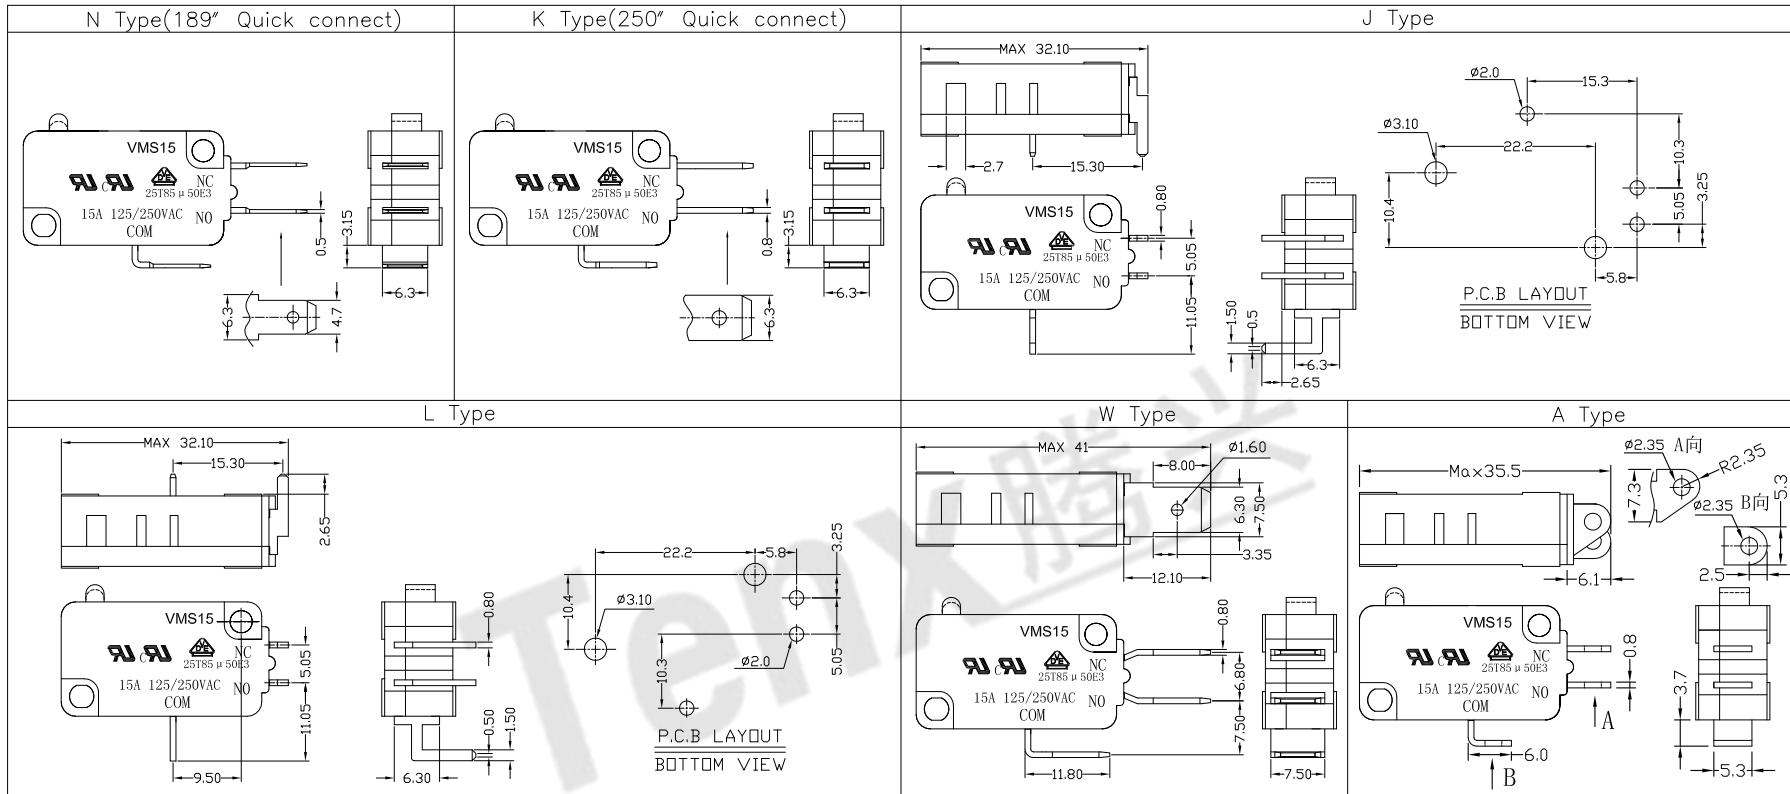 N Type(189″ Quick connect)
VMS15
NC
25T85 μ 50E3
15A 125/250VAC NO
COM
0.5
3.15
6.3
6.3
4.7
K Type(250″ Quick connect)
VMS15
NC
25T85 μ 50E3
15A 125/250VAC NO
COM
0.8
3.15
6.3
6.3
J Type
MAX 32.10
2.7
15.30
VMS15
NC
25T85 μ 50E3
15A 125/250VAC NO
COM
0.80
5.05
11.05
1.50
0.5
6.3
2.65
ø2.0
15.3
ø3.10
22.2
10.3
3.25
10.4
5.05
5.8
P.C.B LAYOUT
BOTTOM VIEW
L Type
MAX 32.10
15.30
2.65
VMS15
NC
25T85 μ 50E3
15A 125/250VAC NO
COM
5.05
11.05
9.50
0.80
0.50
1.50
6.30
22.2
5.8
3.25
10.4
ø3.10
10.3
ø2.0
5.05
P.C.B LAYOUT
BOTTOM VIEW
W Type
MAX 41
ø1.60
8.00
6.30
7.50
3.35
12.10
VMS15
NC
25T85 μ 50E3
15A 125/250VAC NO
COM
0.80
6.80
7.50
11.80
7.50
A Type
Max35.5
6.1
ø2.35 A向
R2.35
7.3
ø2.35 B向
5.3
2.5
VMS15
NC
25T85 μ 50E3
15A 125/250VAC NO
COM
0.8
A
6.0
B
3.7
5.3
Tenx 腾兴